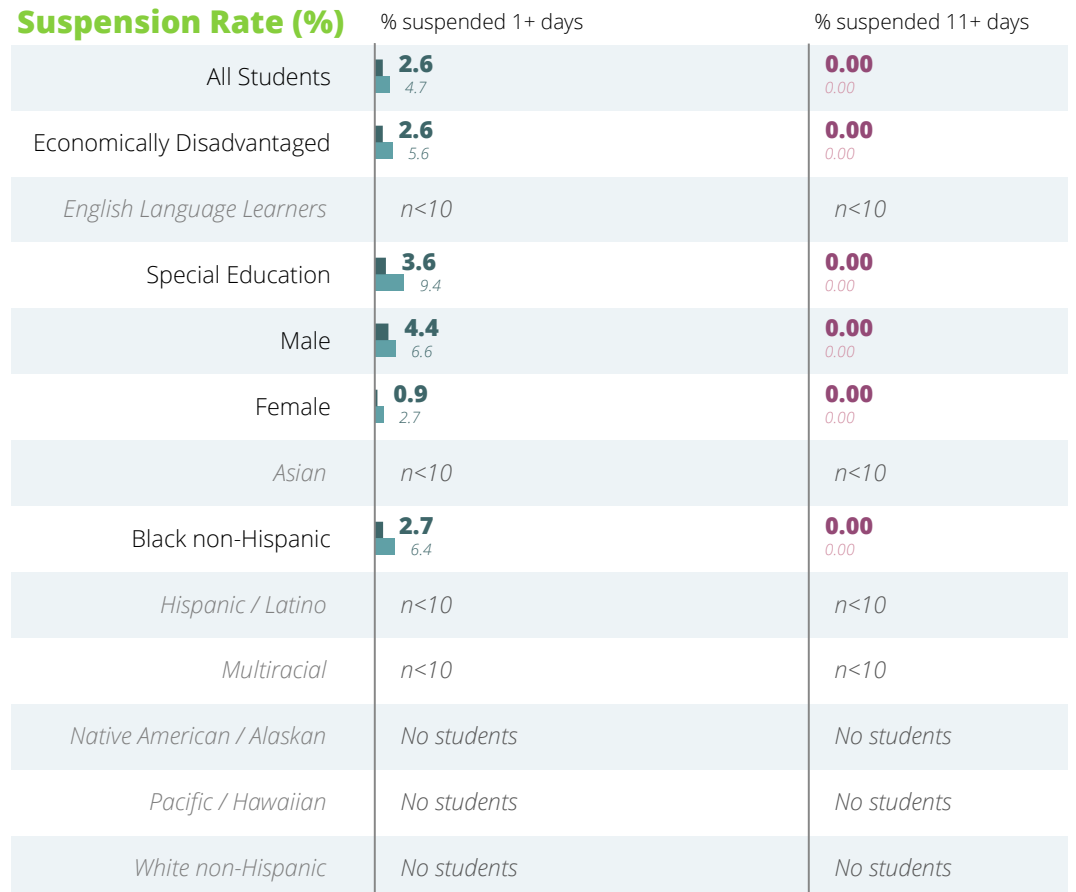 Suspension Rate (%) % suspended 1+ days % suspended 11+ days
All Students 2.6 0.00
4.7 0.00
Economically Disadvantaged 2.6 0.00
5.6 0.00
English Language Learners n<10 n<10
Special Education 3.6 0.00
9.4 0.00
Male 4.4 0.00
6.6 0.00
Female 0.9 0.00
2.7 0.00
Asian n<10 n<10
Black non-Hispanic 2.7 0.00
6.4 0.00
Hispanic / Latino n<10 n<10
Multiracial n<10 n<10
Native American / Alaskan No students No students
Pacific / Hawaiian No students No students
White non-Hispanic No students No students